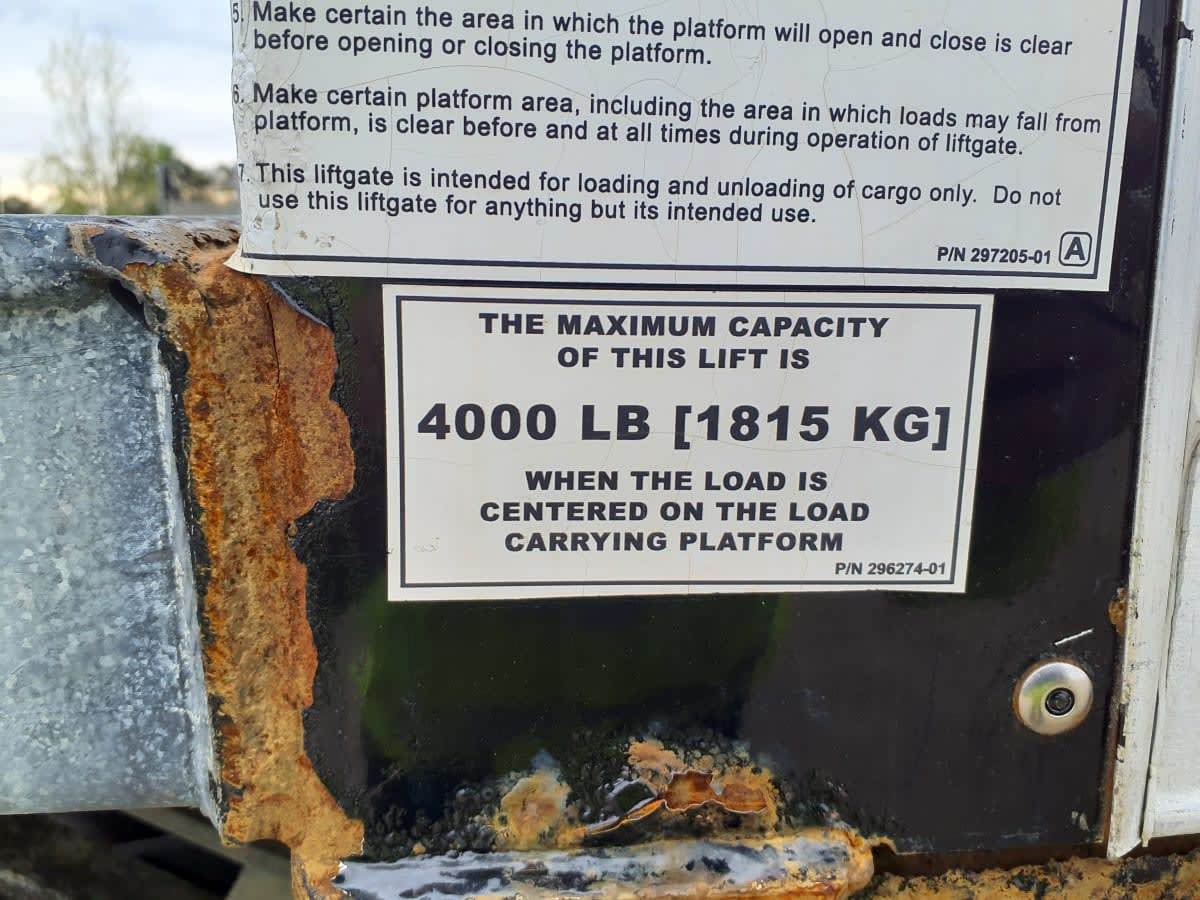 5. Make certain the area in which the platform will open and close is clear
before opening or closing the platform.
6. Make certain platform area, including the area in which loads may fall from
platform, is clear before and at all times during operation of liftgate.
7. This liftgate is intended for loading and unloading of cargo only. Do not
use this liftgate for anything but its intended use.
P/N 297205-01 A
THE MAXIMUM CAPACITY
OF THIS LIFT IS
4000 LB [1815 KG]
WHEN THE LOAD IS
CENTERED ON THE LOAD
CARRYING PLATFORM
P/N 296274-01